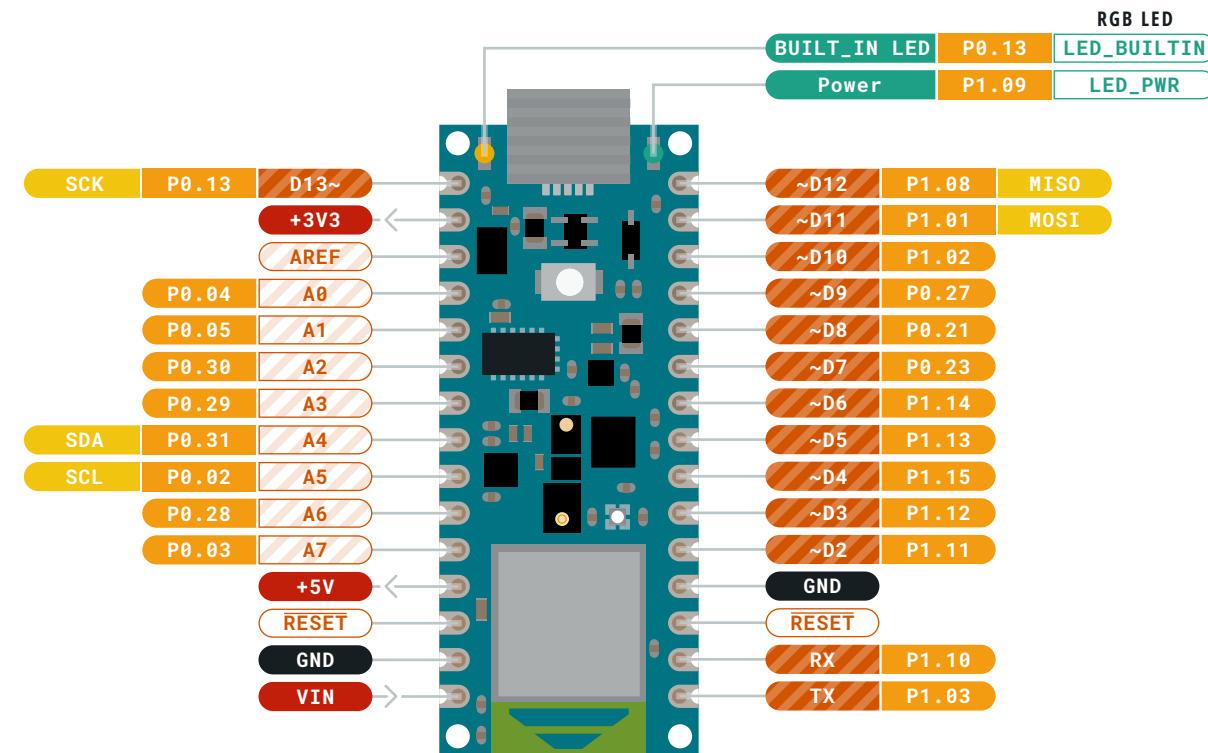 RGB LED
BUILT_IN LED P0.13 LED_BUILTIN
Power P1.09 LED_PWR
SCK P0.13 D13~ ~D12 P1.08 MISO
+3V3 ~D11 P1.01 MOSI
AREF ~D10 P1.02
P0.04 A0 ~D9 P0.27
P0.05 A1 ~D8 P0.21
P0.30 A2 ~D7 P0.23
P0.29 A3 ~D6 P1.14
SDA P0.31 A4 ~D5 P1.13
SCL P0.02 A5 ~D4 P1.15
P0.28 A6 ~D3 P1.12
P0.03 A7 ~D2 P1.11
+5V GND
RESET RESET
GND RX P1.10
VIN TX P1.03